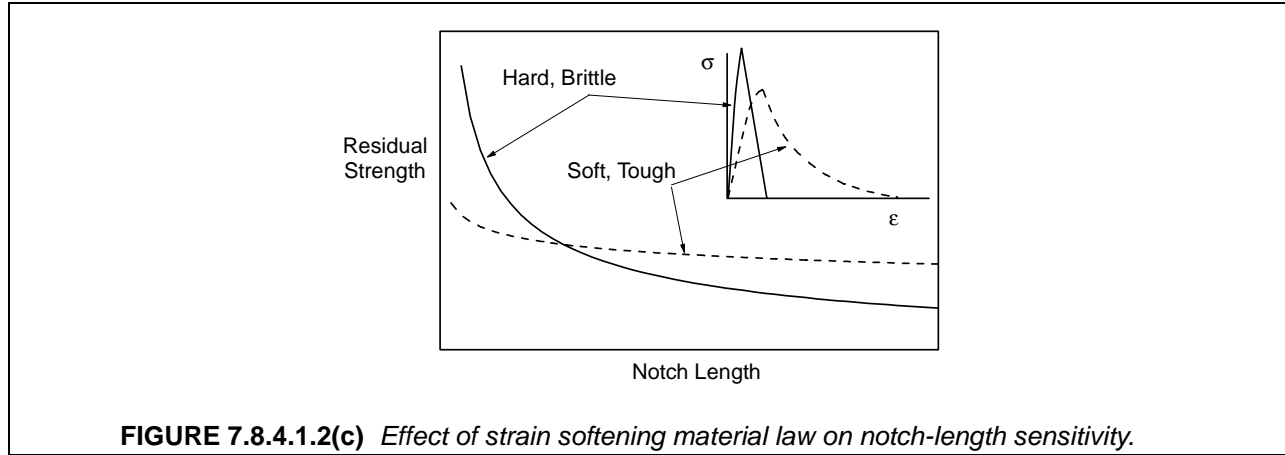 σ
Hard, Brittle
Residual
Strength
Soft, Tough
ε
Notch Length
FIGURE 7.8.4.1.2(c) Effect of strain softening material law on notch-length sensitivity.